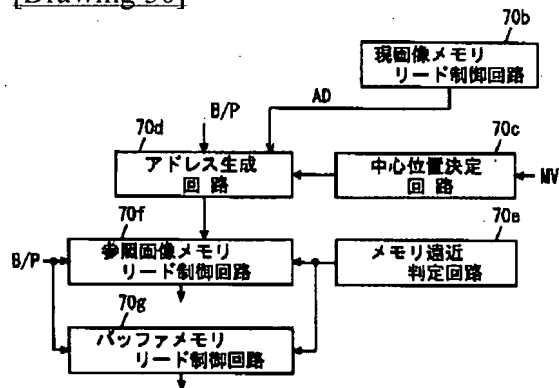 [Drawing 30]
70b
現画像メモリ
リード制御回路
AD
B/P
70d
70c
アドレス生成
回 路
中心位置決定
回 路
MV
70f
70e
B/P
参照画像メモリ
リード制御回路
メモリ遠近
判定回路
70g
バッファメモリ
リード制御回路